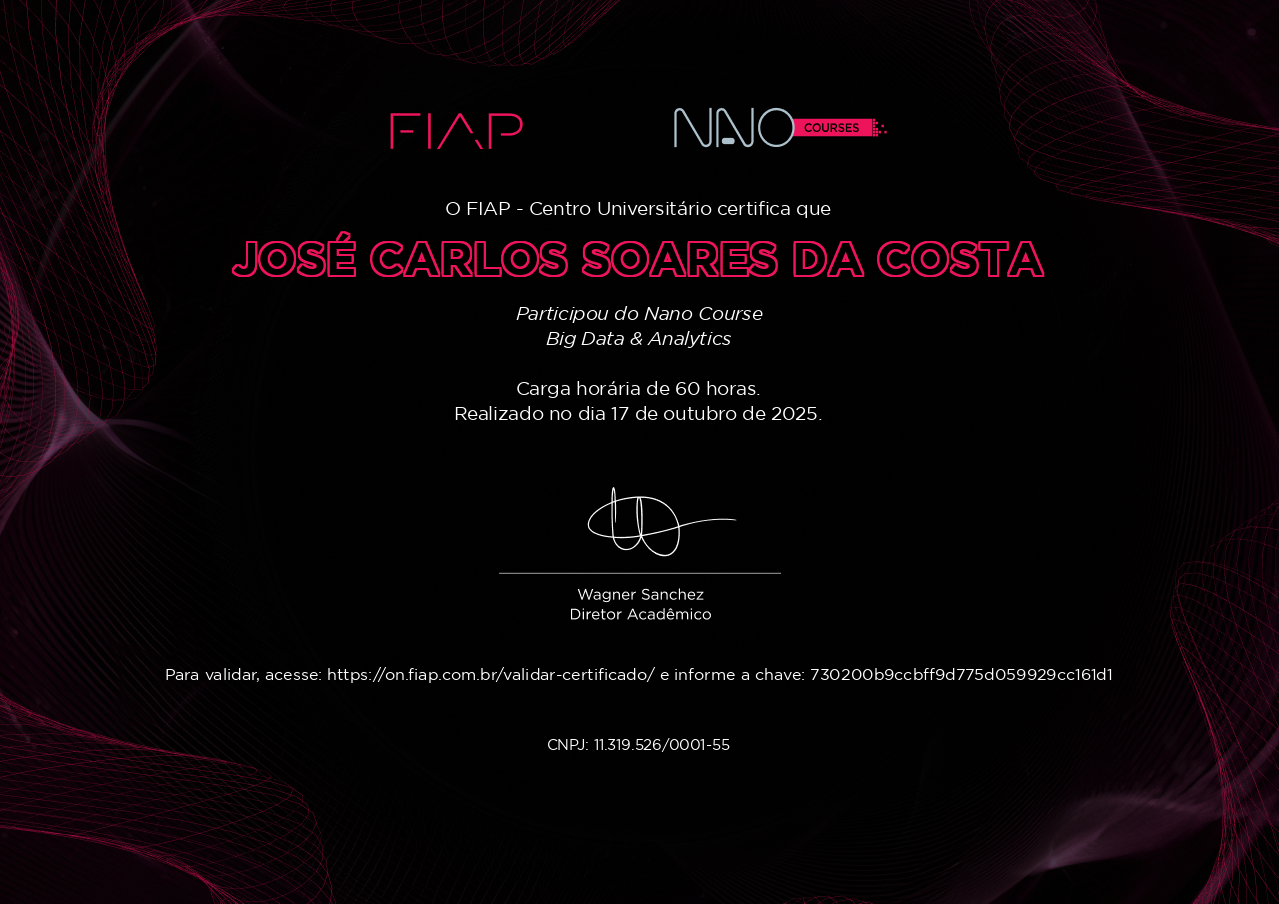 FIAP
NANO COURSES
O FIAP - Centro Universitário certifica que
JOSÉ CARLOS SOARES DA COSTA
Participou do Nano Course
Big Data & Analytics
Carga horária de 60 horas.
Realizado no dia 17 de outubro de 2025.
Wagner Sanchez
Diretor Acadêmico
Para validar, acesse: https://on.fiap.com.br/validar-certificado/ e informe a chave: 730200b9ccbff9d775d059929cc161d1
CNPJ: 11.319.526/0001-55